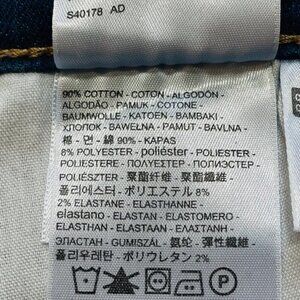 S40178 AD
90% COTTON - COTON - ALGODÓN -
ALGODÃO - PAMUK - COTONE -
BAUMWOLLE - KATOEN - BAMBAKI -
ХЛОПОК - BAWEŁNA - PAMUT - BAVLNA -
棉 - 면 - 綿 90% - KAPAS
8% POLYESTER - poliéster - POLIESTER -
POLIESTERE - ПОЛИЕСТЕР - ПОЛИЭСТЕР -
POLIÉSZTER - 聚酯纤维 - 聚酯纖維 -
폴리에스터 - ポリエステル 8%
2% ELASTANE - ELASTHANNE -
elastano - ELASTAN - ELASTOMERO -
ELASTHAN - ELASTAAN - ЕЛАСТАН -
ЭЛАСТАН - GUMISZÁL - 氨纶 - 彈性纖維 -
폴리우레탄 - ポリウレタン 2%